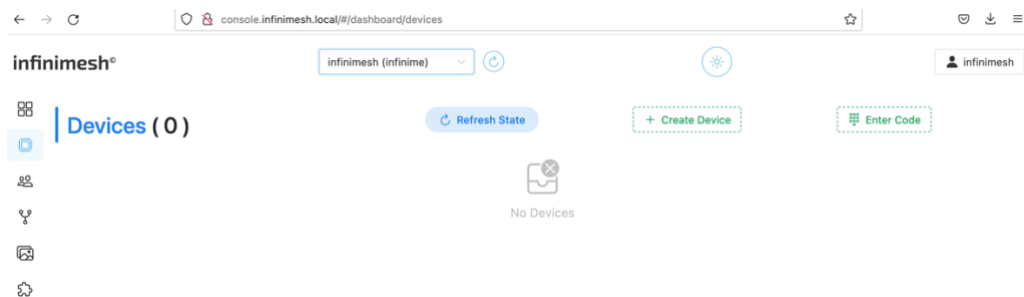 console.infinimesh.local/#/dashboard/devices
infinimesh©
infinimesh (infinime)
infinimesh
Devices ( 0 )
Refresh State
+ Create Device
Enter Code
No Devices